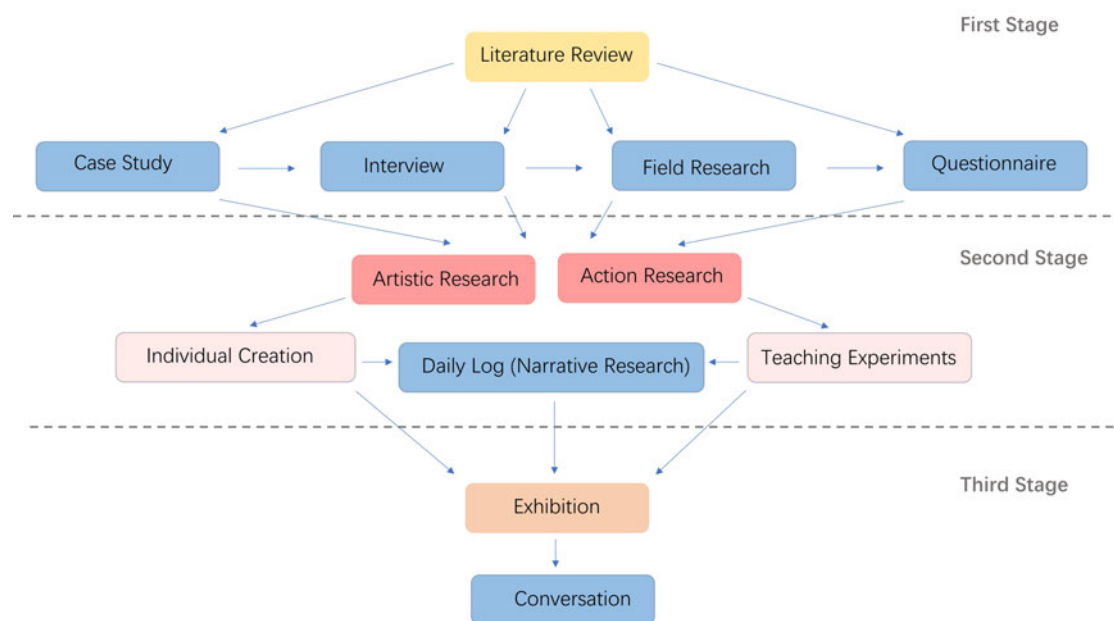 First Stage
Literature Review
Case Study
Interview
Field Research
Questionnaire
Second Stage
Artistic Research
Action Research
Individual Creation
Daily Log (Narrative Research)
Teaching Experiments
Third Stage
Exhibition
Conversation